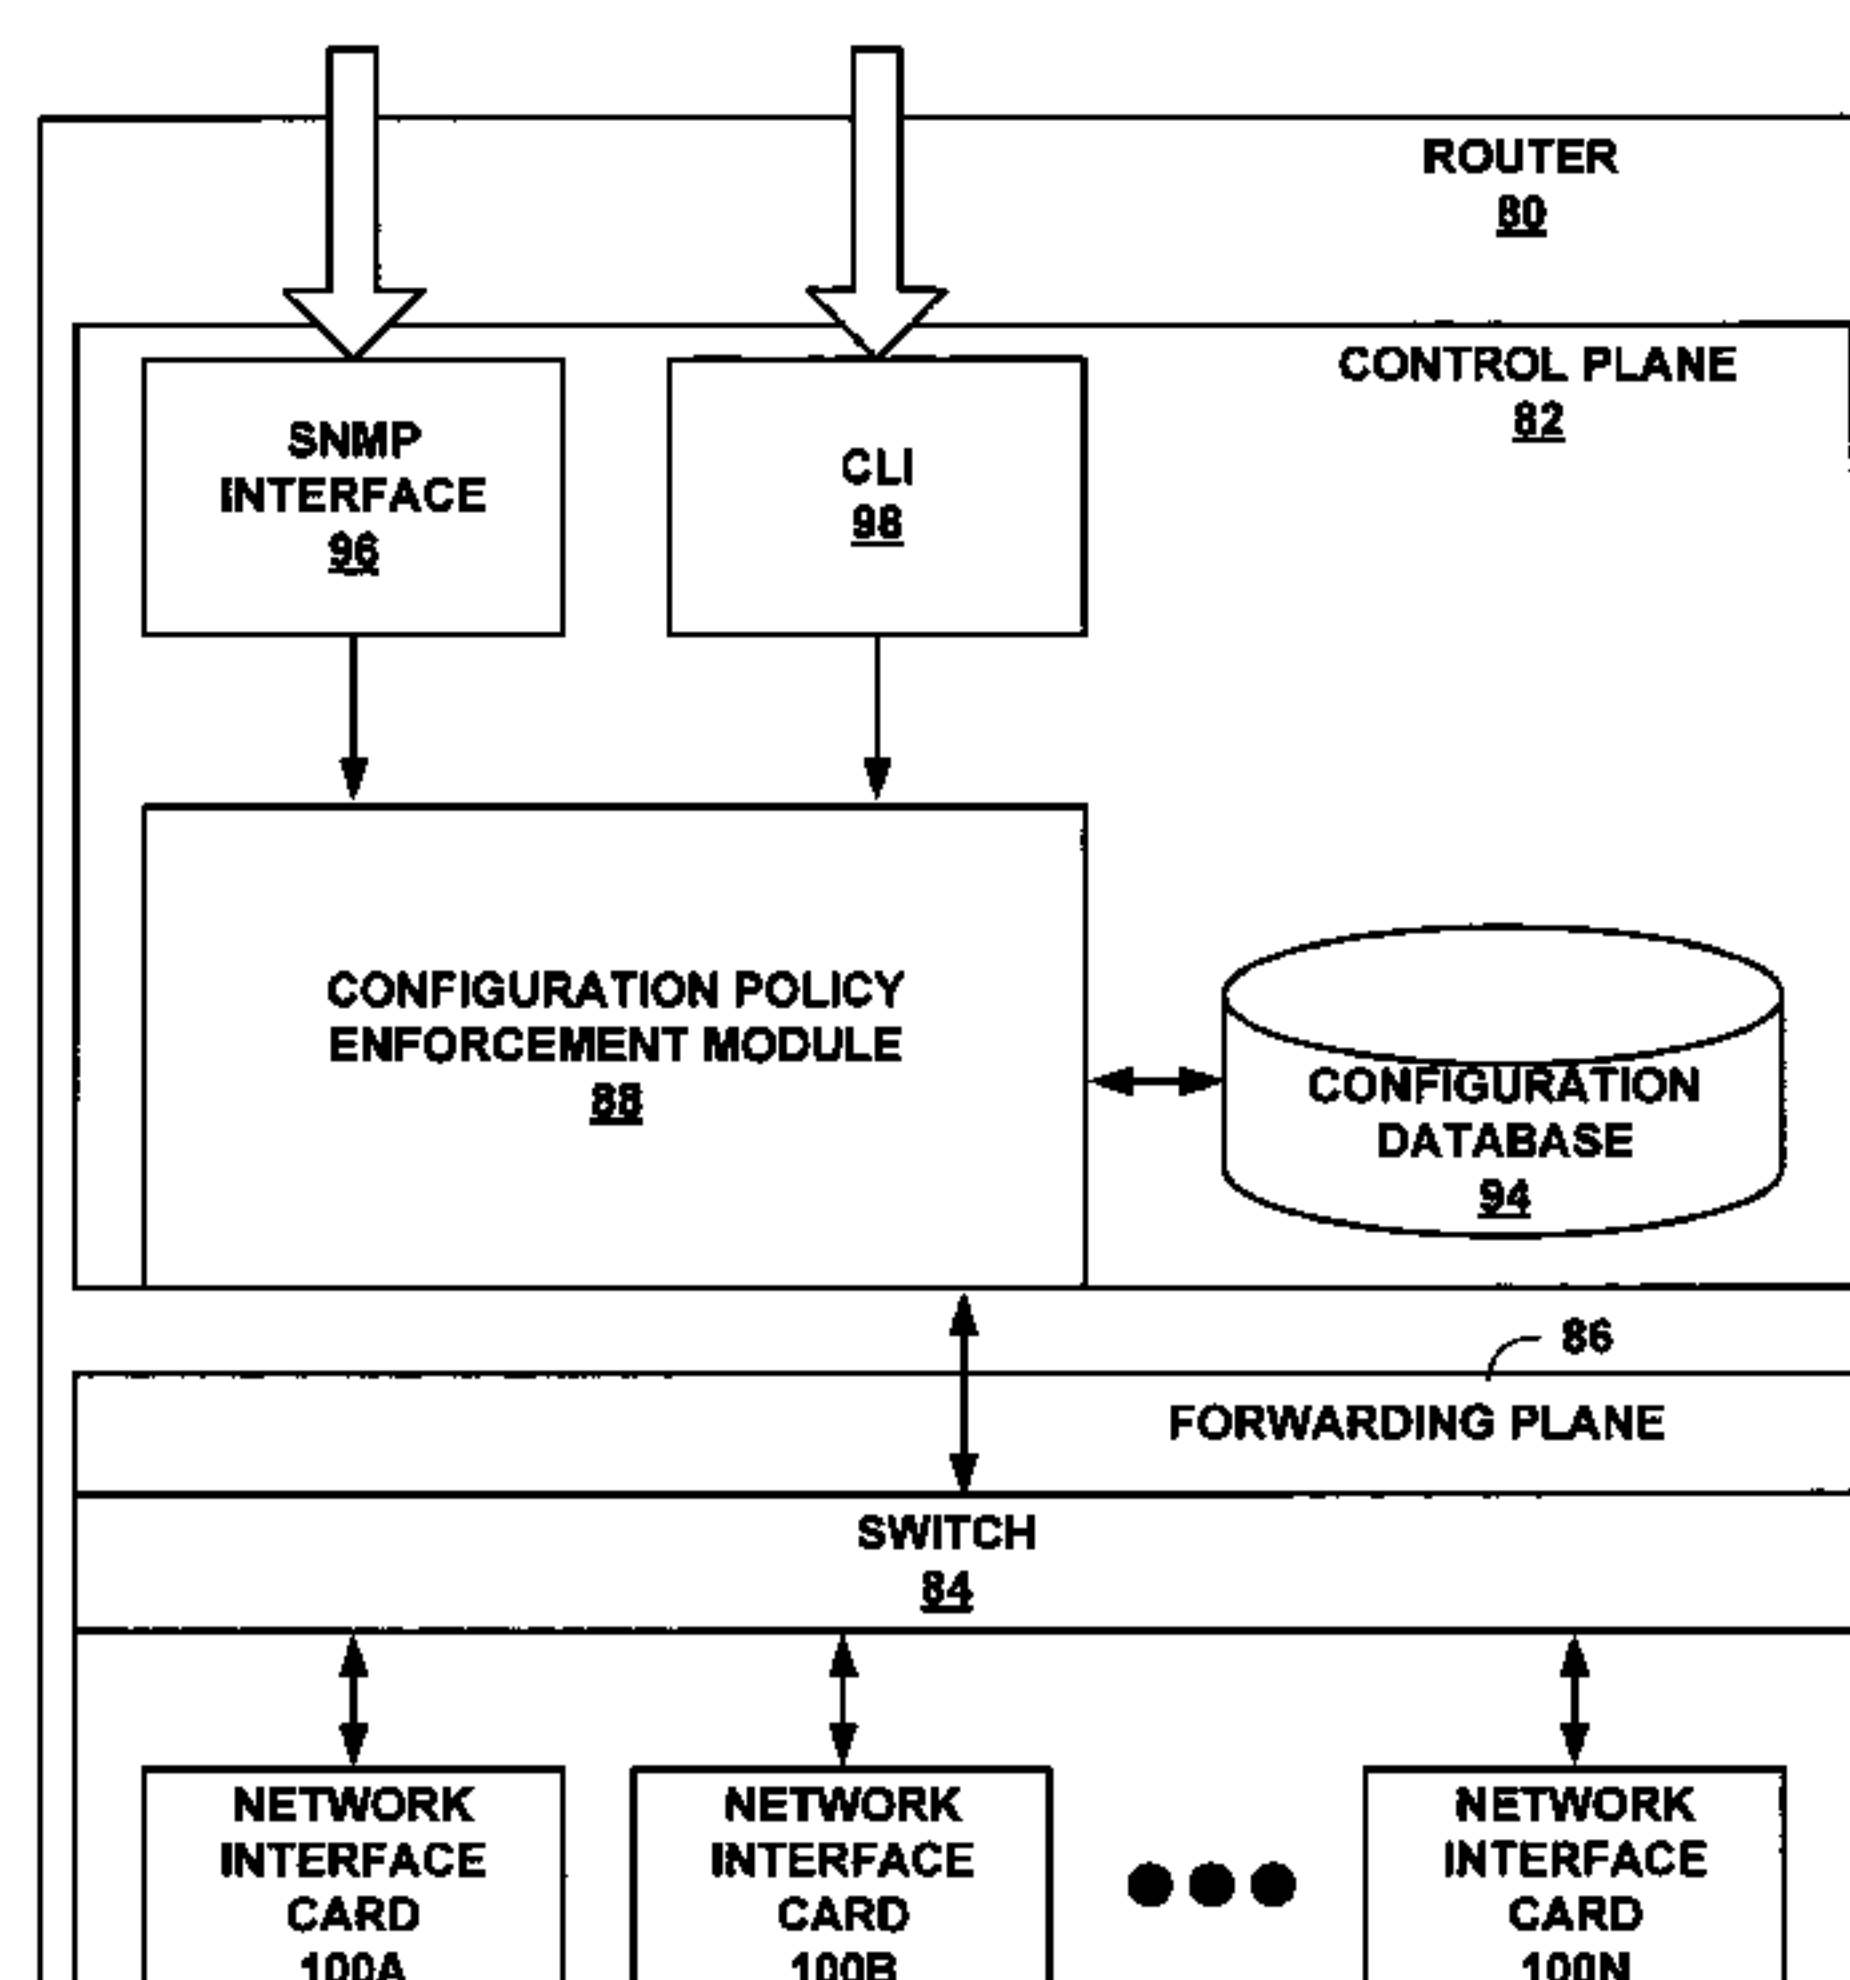 ROUTER
80
CONTROL PLANE
82
SNMP
INTERFACE
96
CLI
98
CONFIGURATION POLICY
ENFORCEMENT MODULE
88
CONFIGURATION
DATABASE
94
86
FORWARDING PLANE
SWITCH
84
NETWORK
INTERFACE
CARD
100A
NETWORK
INTERFACE
CARD
100B
NETWORK
INTERFACE
CARD
100N